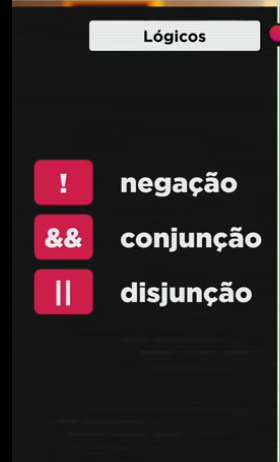 Lógicos
! negação
&& conjunção
|| disjunção